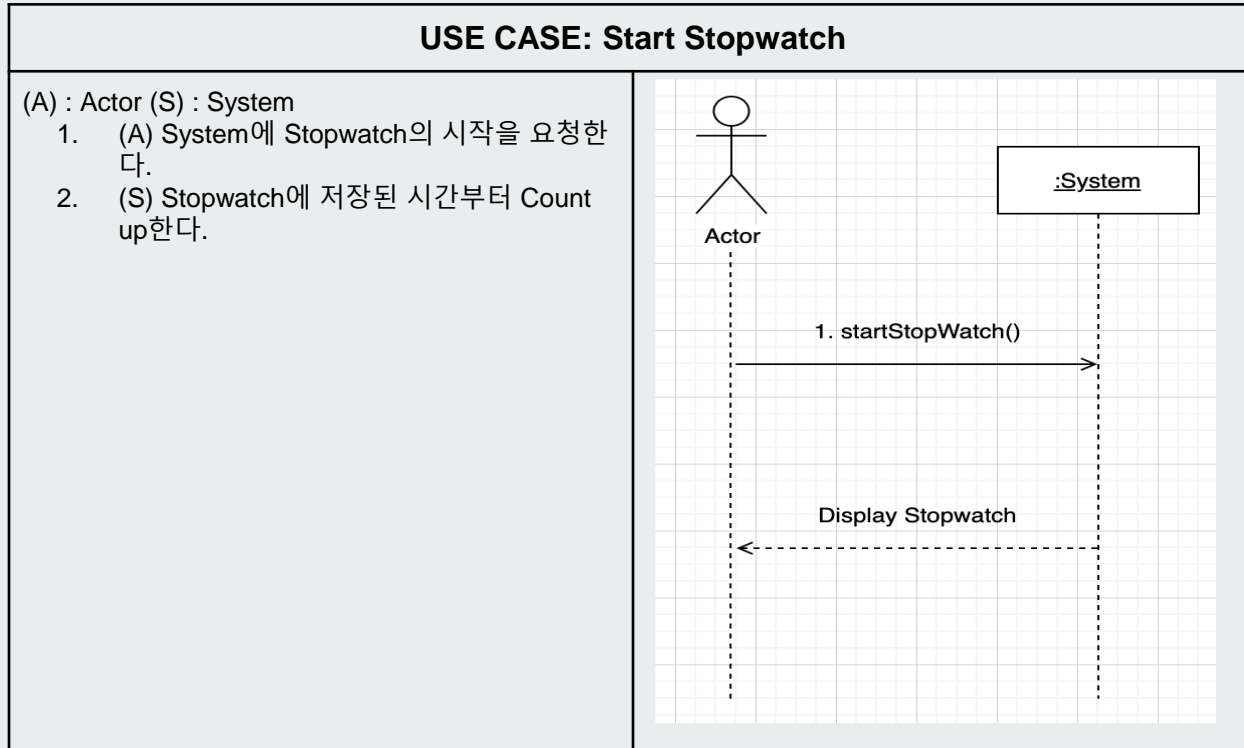 USE CASE: Start Stopwatch
(A) : Actor (S) : System
1. (A) System에 Stopwatch의 시작을 요청한
다.
2. (S) Stopwatch에 저장된 시간부터 Count
up한다.
:System
Actor
1. startStopWatch()
Display Stopwatch